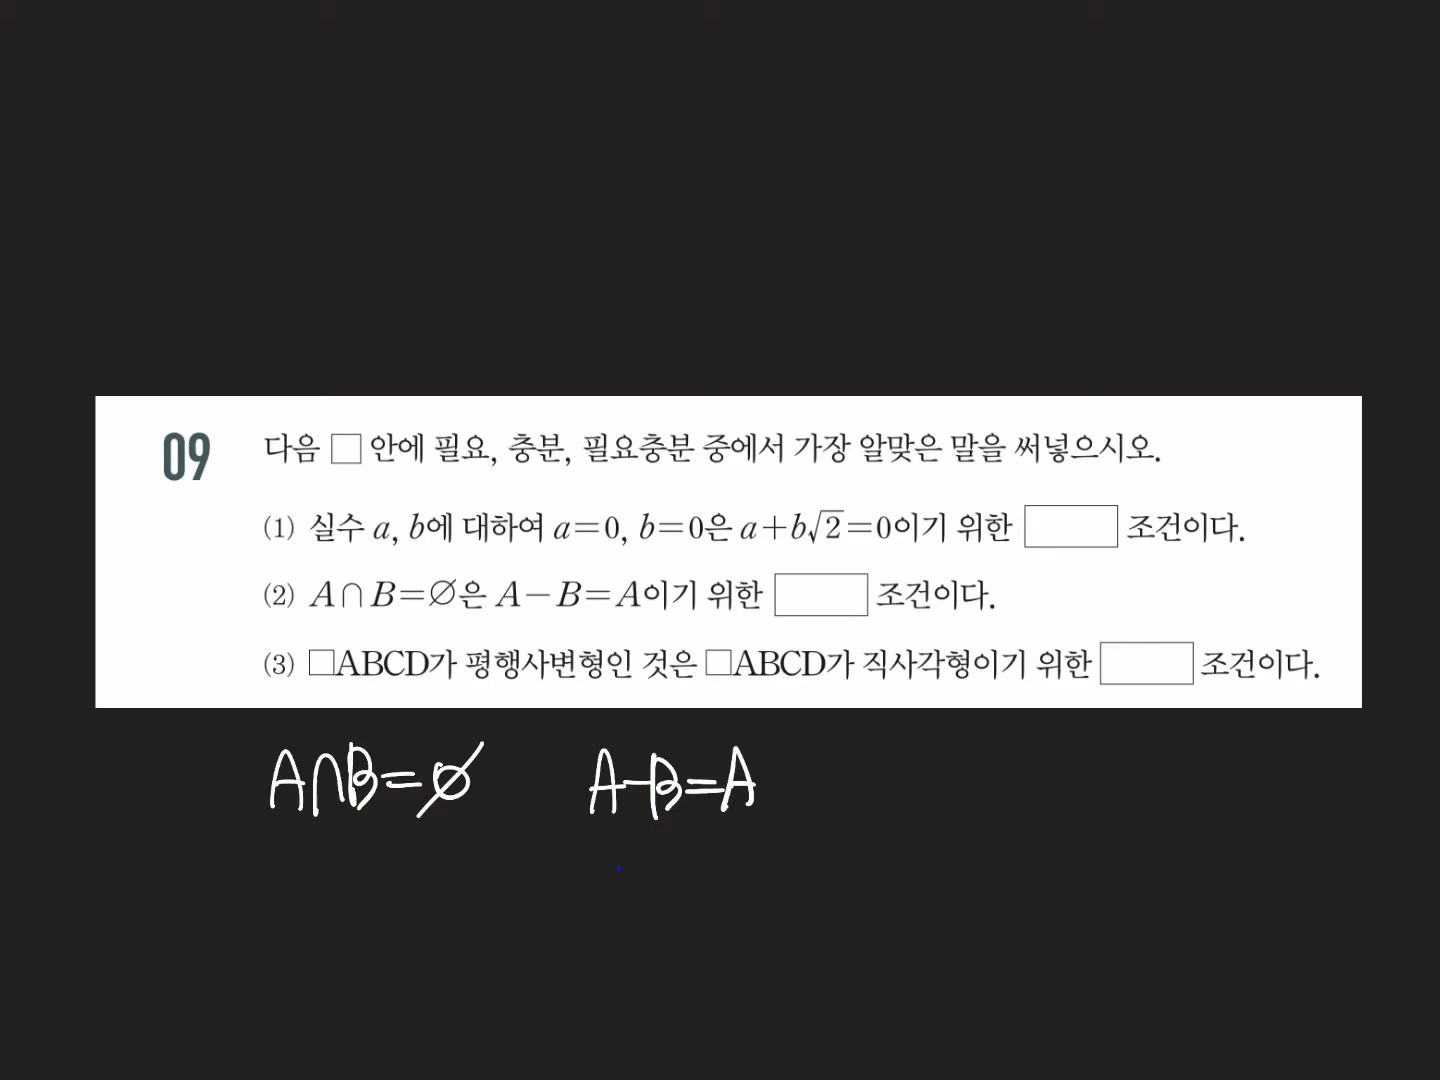 09 다음 □ 안에 필요, 충분, 필요충분 중에서 가장 알맞은 말을 써넣으시오.
(1) 실수 a, b에 대하여 a=0, b=0은 a+b√2=0이기 위한 □ 조건이다.
(2) A∩B=∅은 A-B=A이기 위한 □ 조건이다.
(3) □ABCD가 평행사변형인 것은 □ABCD가 직사각형이기 위한 □ 조건이다.
A∩B=∅ A-B=A